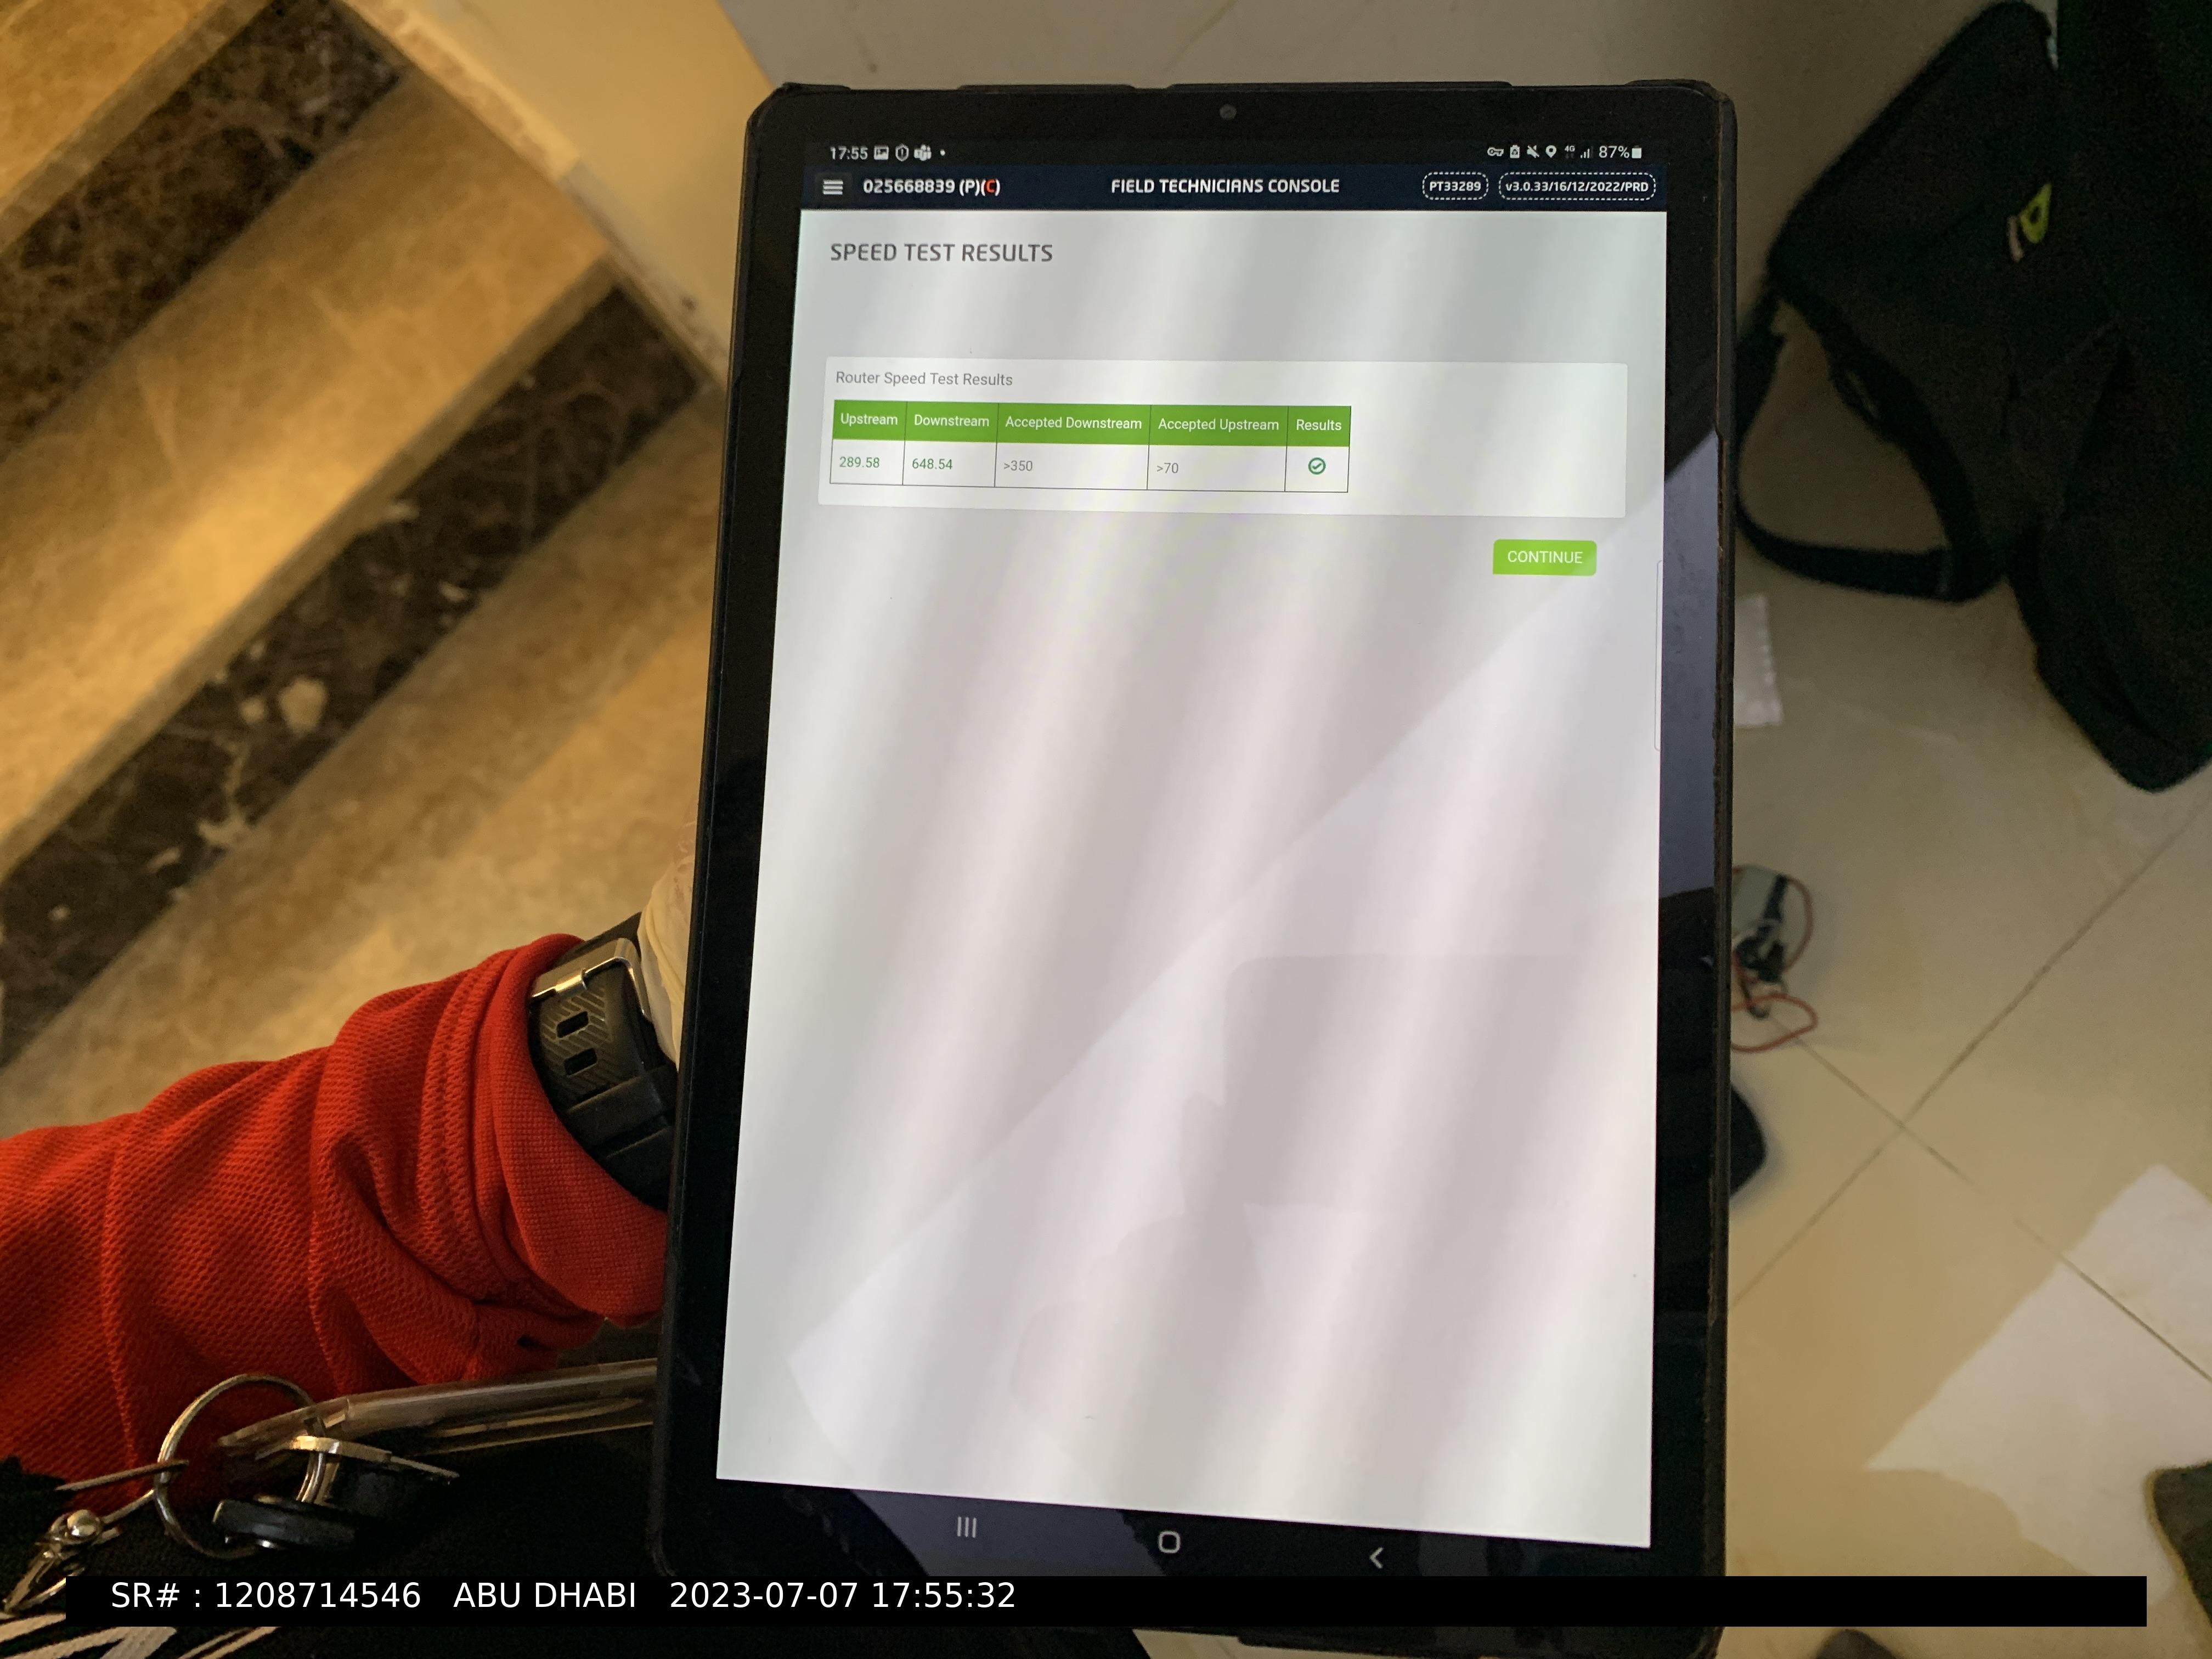 17:55 4G 87%
025668839 (P)(C) FIELD TECHNICIANS CONSOLE PT33289 v3.0.33/16/12/2022/PRD
SPEED TEST RESULTS
Router Speed Test Results
Upstream Downstream Accepted Downstream Accepted Upstream Results
289.58 648.54 >350 >70
CONTINUE
SR# : 1208714546 ABU DHABI 2023-07-07 17:55:32